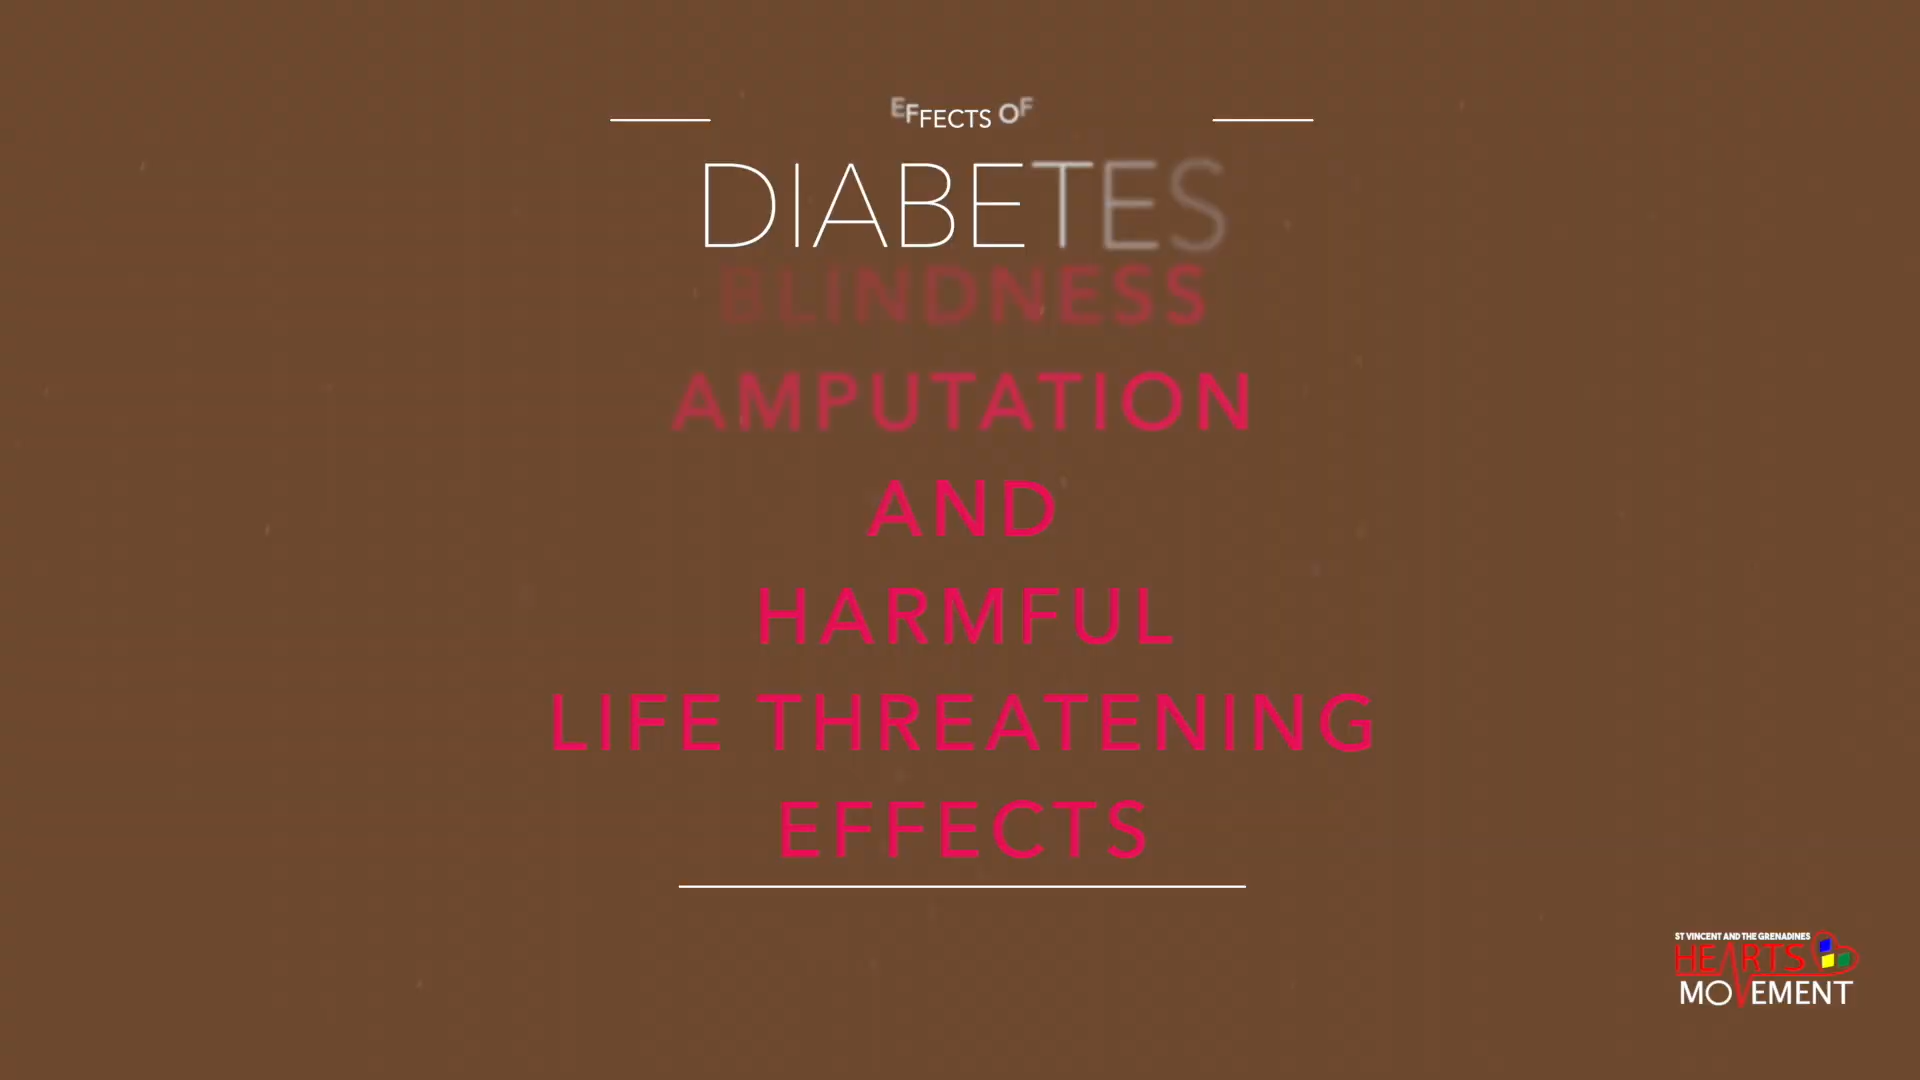 EFFECTS OF
DIABETES
BLINDNESS
AMPUTATION
AND
HARMFUL
LIFE THREATENING
EFFECTS
ST VINCENT AND THE GRENADINES
HEARTS
MOVEMENT